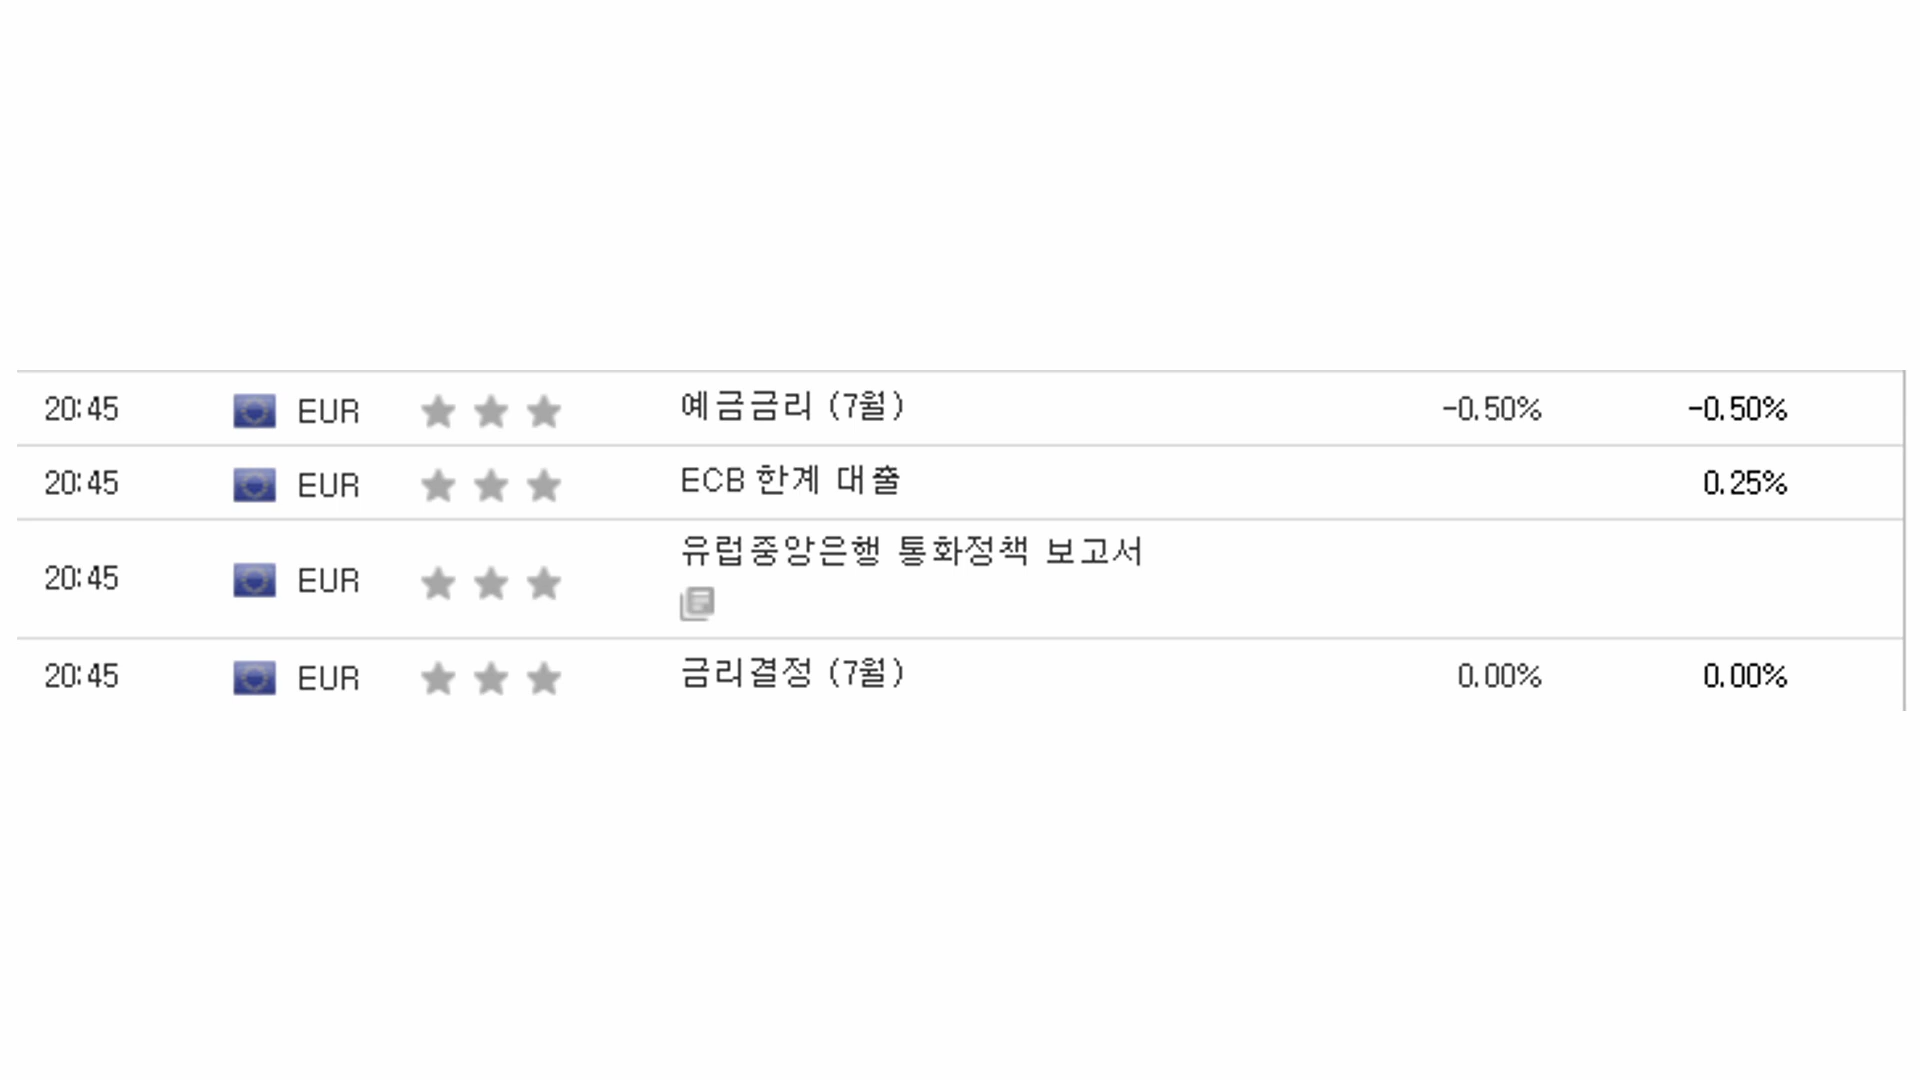 20:45 EUR 예금금리 (7월) -0.50% -0.50%
20:45 EUR ECB 한계 대출 0.25%
20:45 EUR 유럽중앙은행 통화정책 보고서
20:45 EUR 금리결정 (7월) 0.00% 0.00%